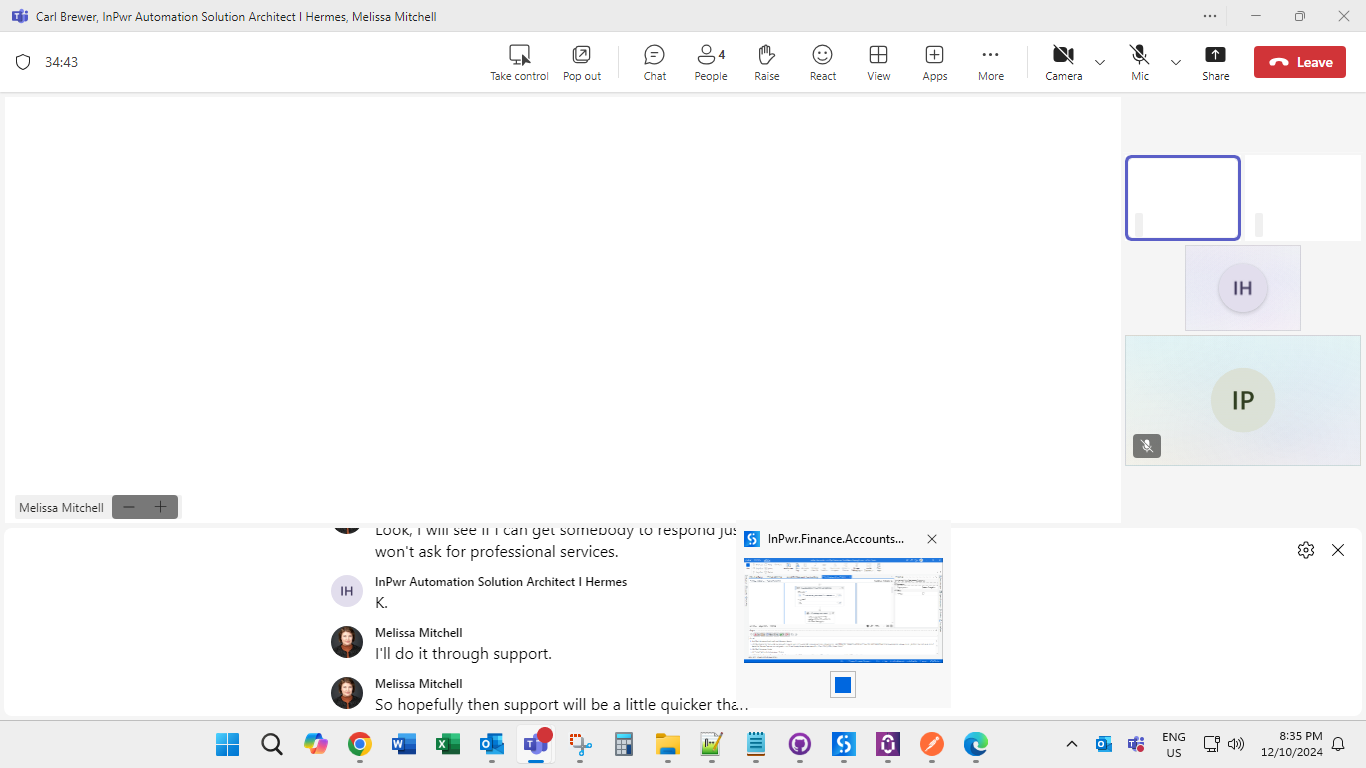 Carl Brewer, InPwr Automation Solution Architect I Hermes, Melissa Mitchell
34:43
Take control
Pop out
Chat
4
People
Raise
React
View
Apps
More
Camera
Mic
Share
Leave
IH
IP
Melissa Mitchell
Look, I will see if I can get somebody to respond
won't ask for professional services.
InPwr Automation Solution Architect I Hermes
IH
K.
Melissa Mitchell
I'll do it through support.
Melissa Mitchell
So hopefully then support will be a little quicker
InPwr.Finance.Accounts...
ENG
US
8:35 PM
12/10/2024